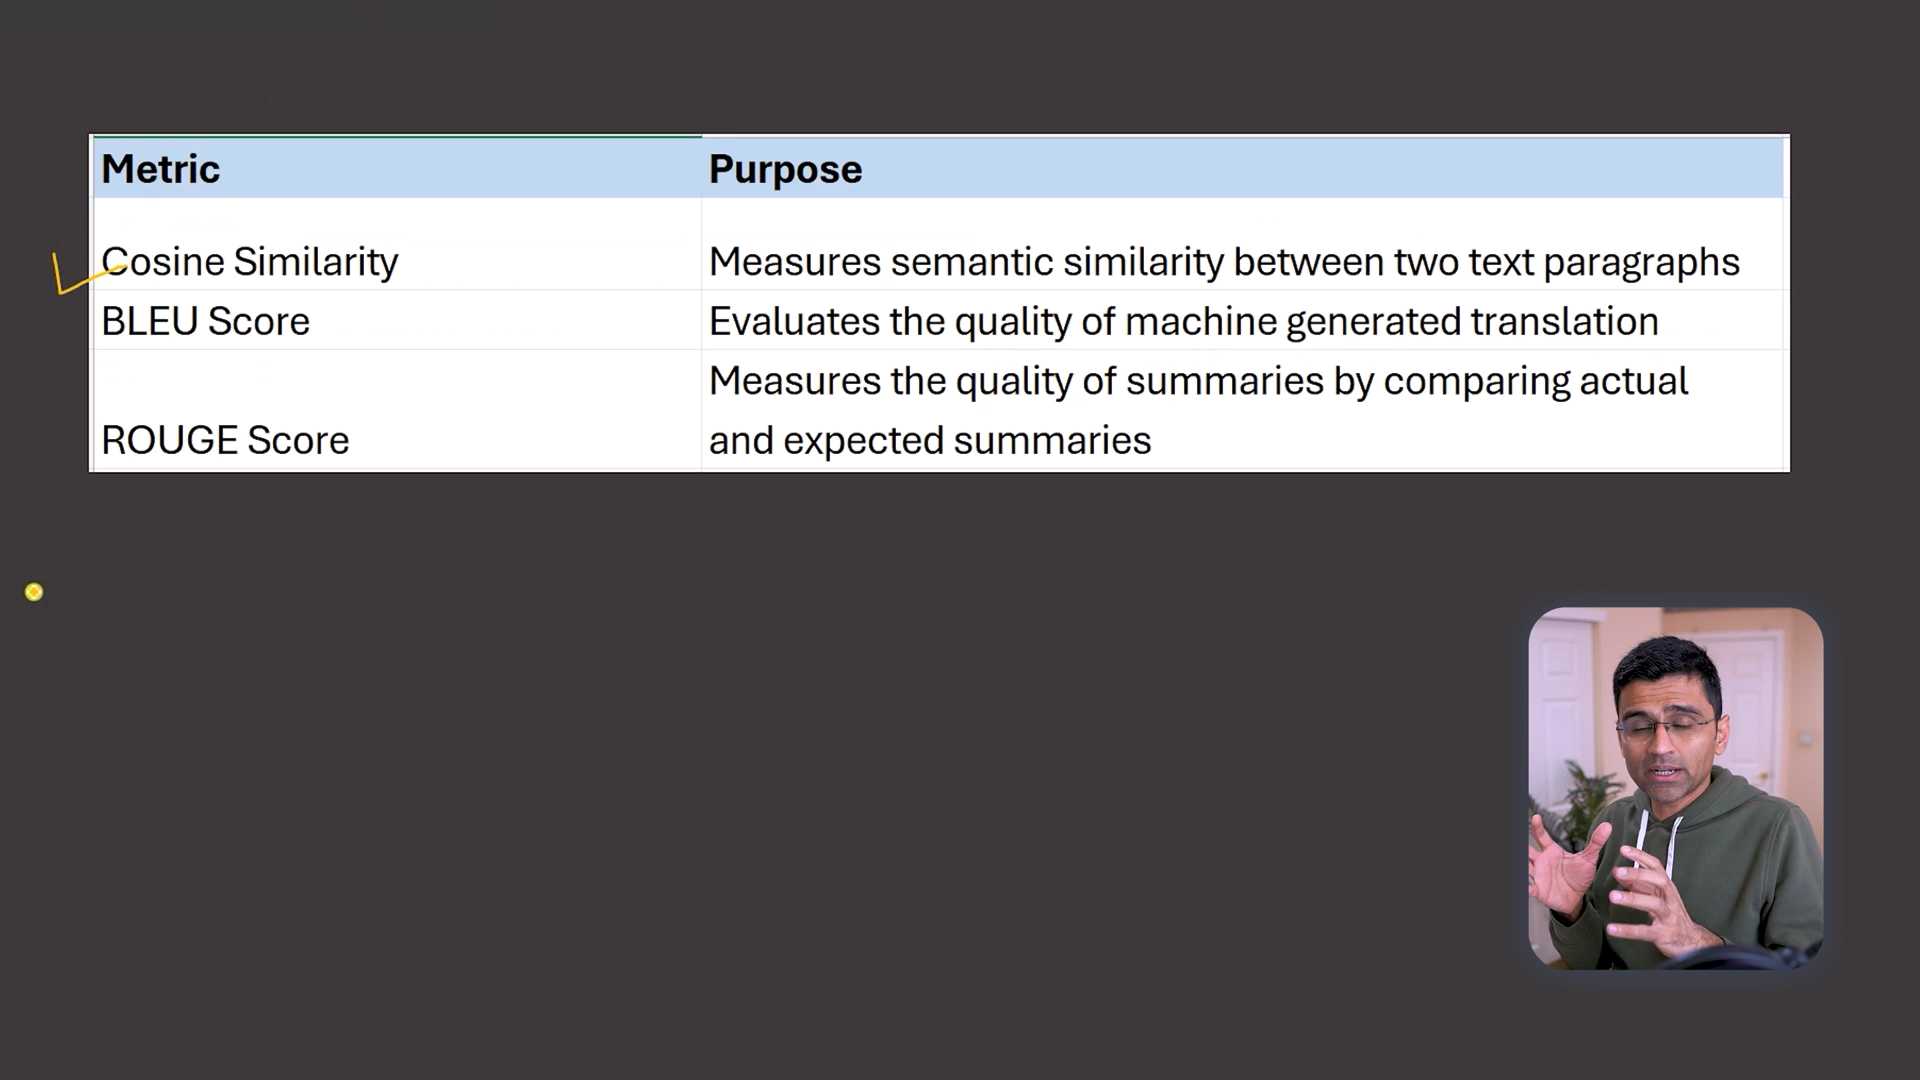 Metric Purpose
Cosine Similarity Measures semantic similarity between two text paragraphs
BLEU Score Evaluates the quality of machine generated translation
ROUGE Score Measures the quality of summaries by comparing actual
and expected summaries